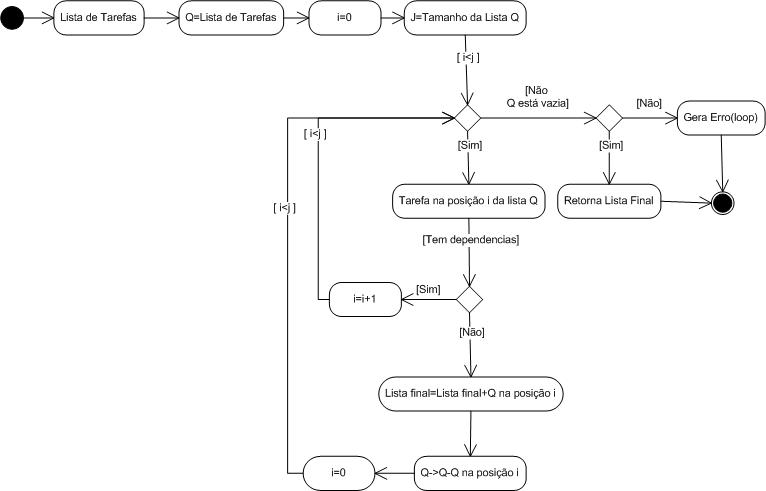 Lista de Tarefas
Q=Lista de Tarefas
i=0
J=Tamanho da Lista Q
[ i<j ]
[Não
Q está vazia]
[Não]
Gera Erro(loop)
[ i<j ]
[Sim]
[Sim]
Tarefa na posição i da lista Q
Retorna Lista Final
[ i<j ]
[Tem dependencias]
[Sim]
i=i+1
[Não]
Lista final=Lista final+Q na posição i
i=0
Q->Q-Q na posição i